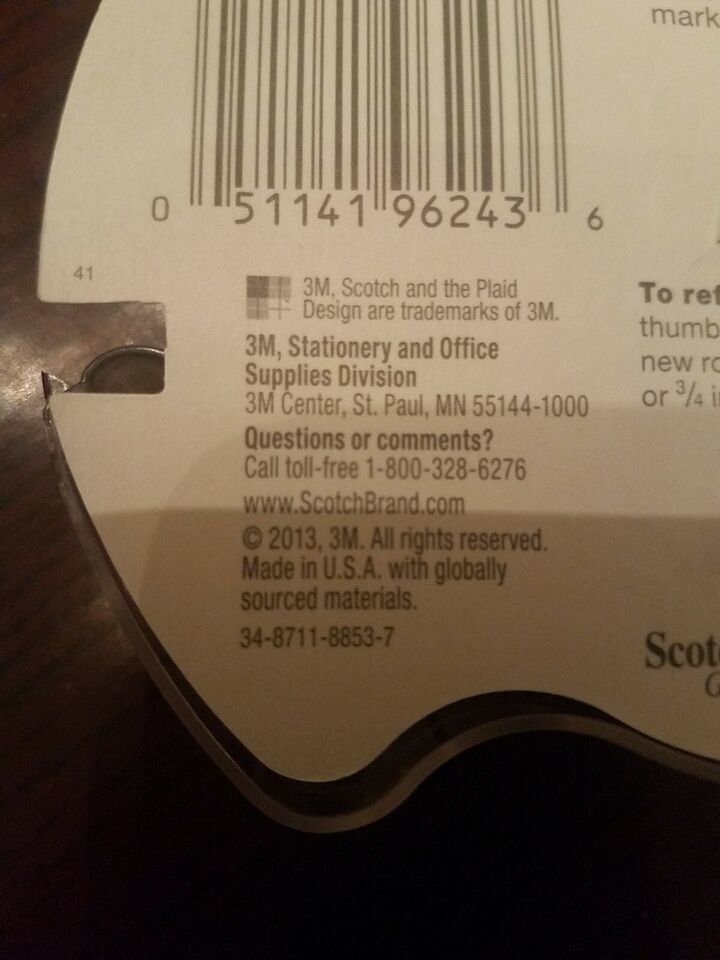 mark
0 51141 96243 6
41
3M, Scotch and the Plaid
Design are trademarks of 3M.
3M, Stationery and Office
Supplies Division
3M Center, St. Paul, MN 55144-1000
Questions or comments?
Call toll-free 1-800-328-6276
www.ScotchBrand.com
© 2013, 3M. All rights reserved.
Made in U.S.A. with globally
sourced materials.
34-8711-8853-7
To ref
thumb
new ro
or 3/4 i
Scot